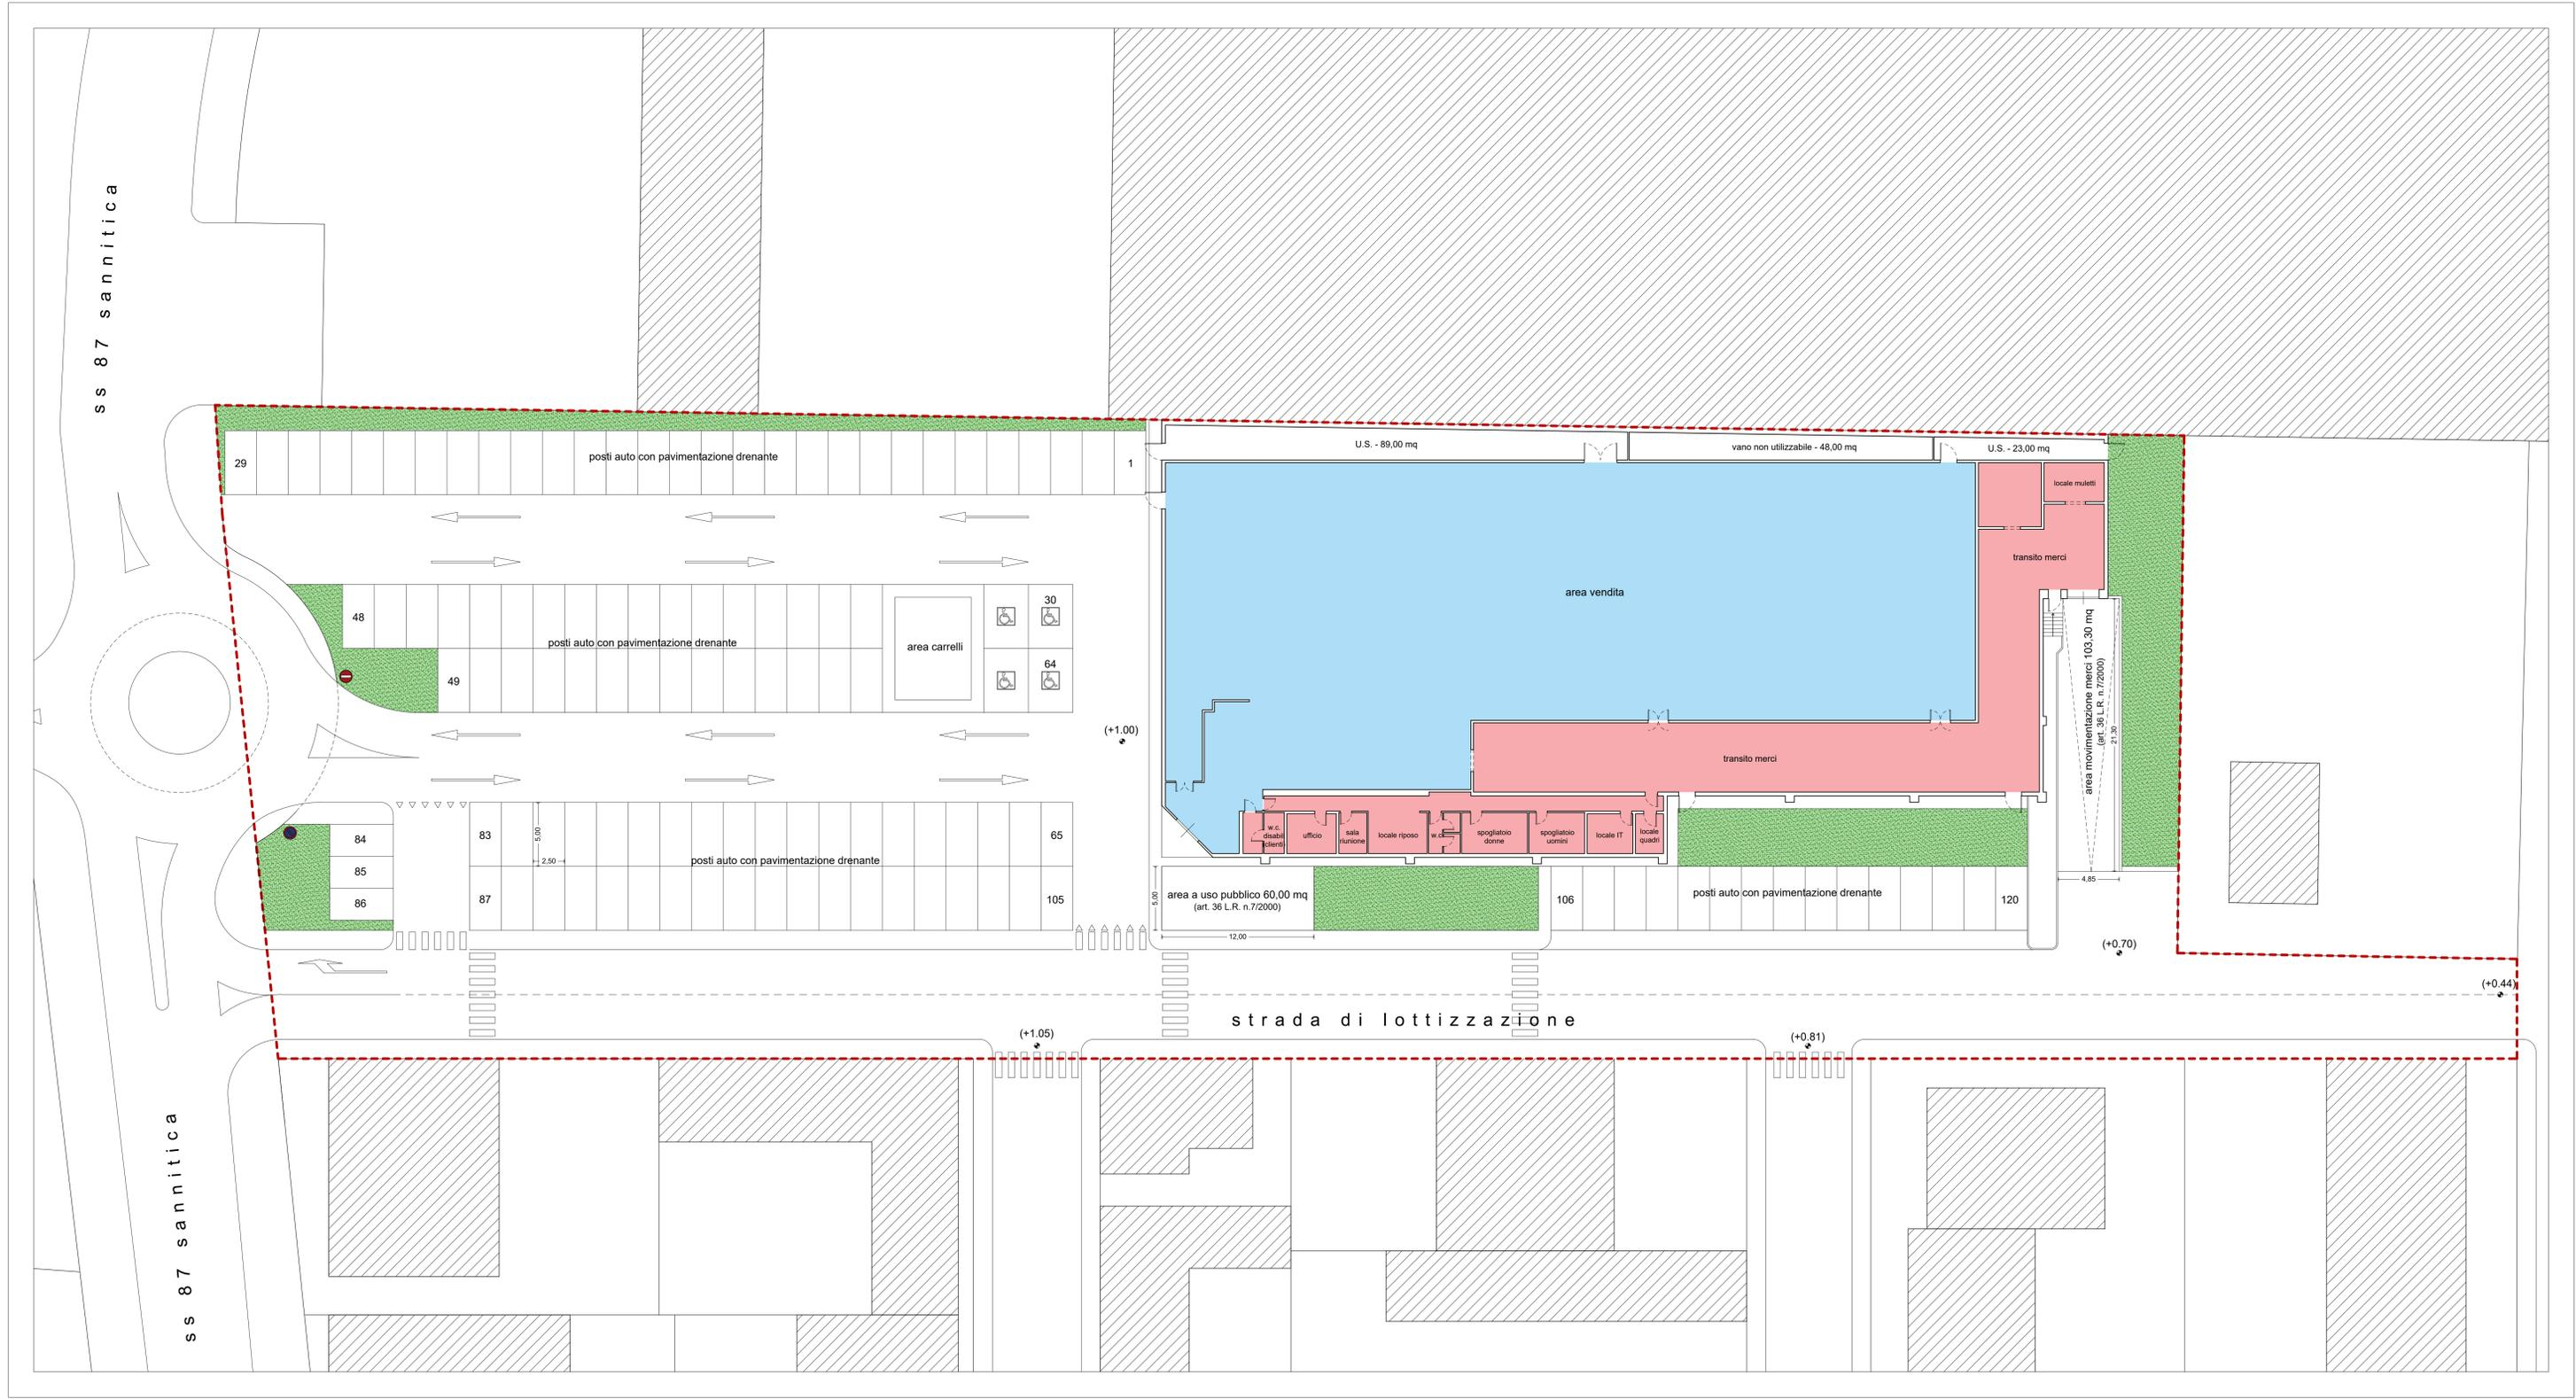 ss 87 sannitica
U.S. - 89,00 mq
vano non utilizzabile - 48,00 mq
U.S. - 23,00 mq
29
posti auto con pavimentazione drenante
1
locale muletti
transito merci
area vendita
48
30
posti auto con pavimentazione drenante
area carrelli
49
64
area movimentazione merci 103,30 mq
(art. 36 L.R. n.7/2000)
21,30
(+1.00)
transito merci
83
5,00
2,50
65
84
85
86
posti auto con pavimentazione drenante
87
105
w.c.
disabili
(clienti)
ufficio
sala
riunione
locale riposo
w.c.
spogliatoio
donne
spogliatoio
uomini
locale IT
locale
quadri
5,00
area a uso pubblico 60,00 mq
(art. 36 L.R. n.7/2000)
12,00
106
posti auto con pavimentazione drenante
120
4,85
(+0.70)
(+0.44)
strada di lottizzazione
(+1.05)
(+0.81)
ss 87 sannitica